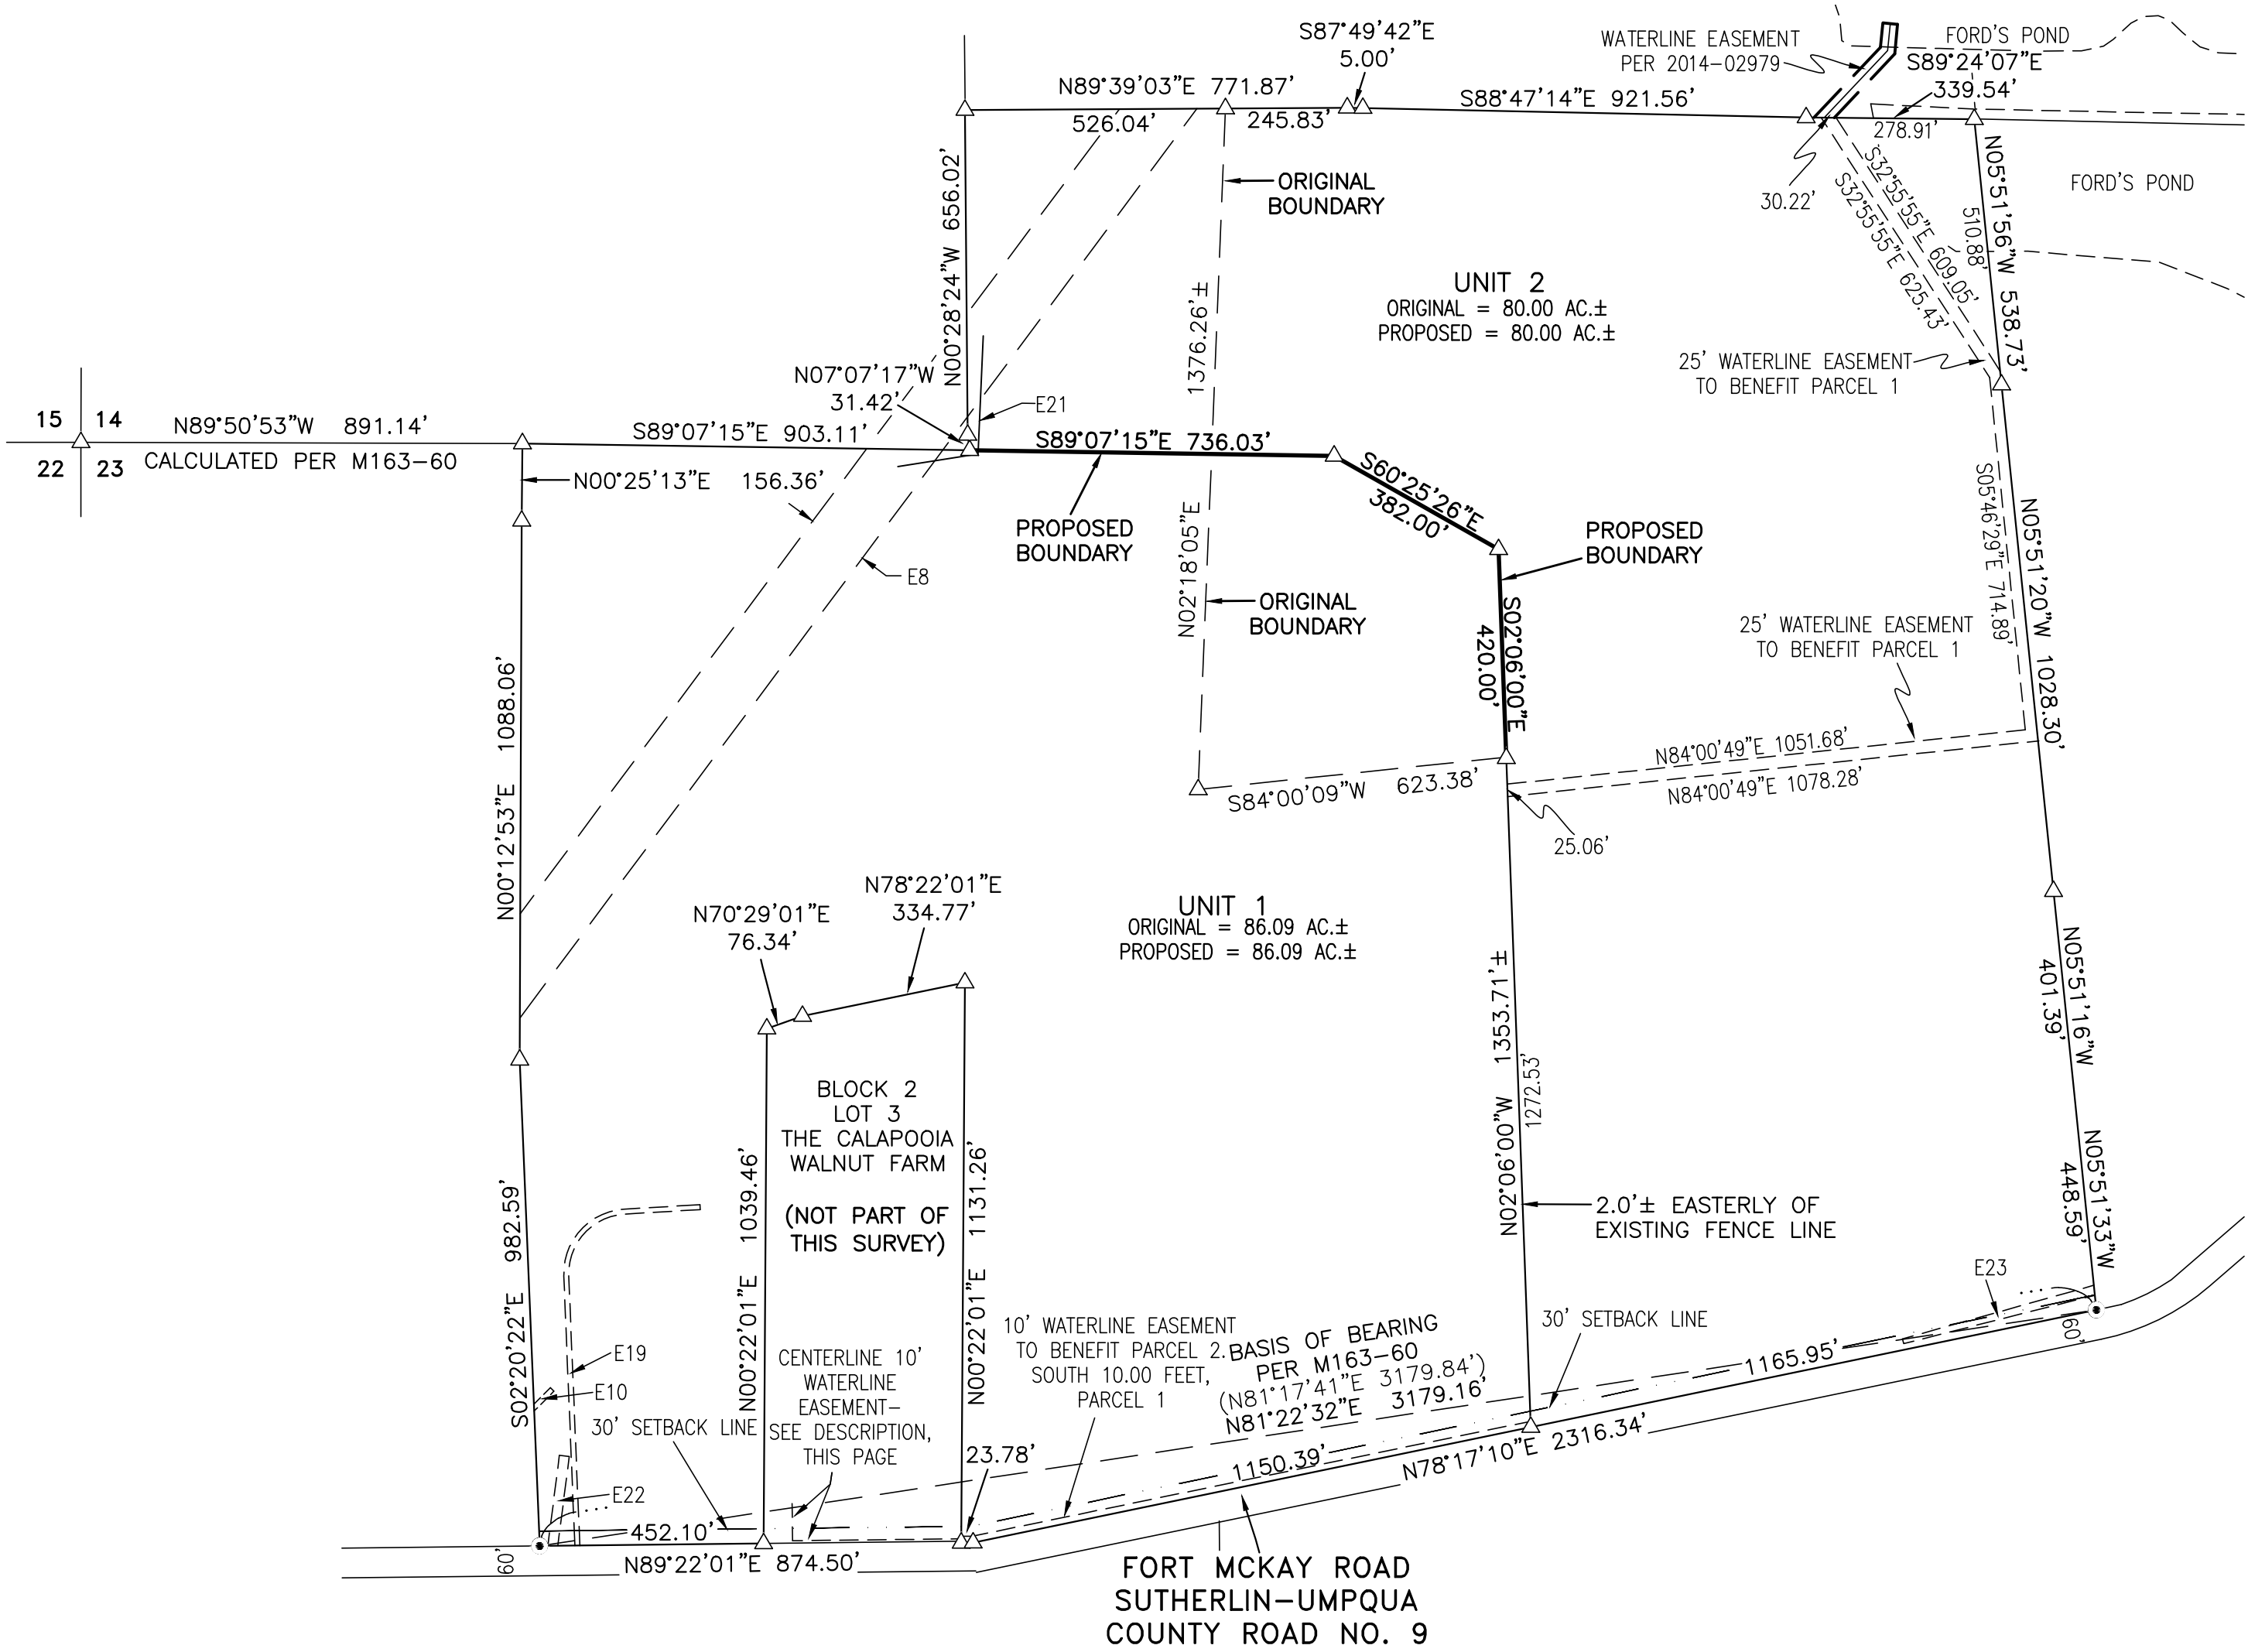 S87°49'42"E
5.00'
WATERLINE EASEMENT
PER 2014-02979
FORD'S POND
S89°24'07"E
339.54'
N89°39'03"E 771.87'
526.04'
245.83'
S88°47'14"E 921.56'
278.91'
30.22'
FORD'S POND
ORIGINAL
BOUNDARY
N00°28'24"W 656.02'
1376.26'±
UNIT 2
ORIGINAL = 80.00 AC.±
PROPOSED = 80.00 AC.±
S32°55'55"E 609.05'
S32°55'55"E 625.43'
510.88'
N05°51'56"W 538.73'
25' WATERLINE EASEMENT
TO BENEFIT PARCEL 1
N07°07'17"W
31.42'
E21
15 14
22 23
N89°50'53"W 891.14'
CALCULATED PER M163-60
S89°07'15"E 903.11'
S89°07'15"E 736.03'
S60°25'26"E
382.00'
N00°25'13"E 156.36'
PROPOSED
BOUNDARY
PROPOSED
BOUNDARY
E8
N02°18'05"E
ORIGINAL
BOUNDARY
S02°06'00"E
420.00'
S05°46'29"E 714.89'
N05°51'20"W 1028.30'
25' WATERLINE EASEMENT
TO BENEFIT PARCEL 1
N00°12'53"E 1088.06'
N84°00'49"E 1051.68'
N84°00'49"E 1078.28'
S84°00'09"W 623.38'
25.06'
N78°22'01"E
334.77'
N70°29'01"E
76.34'
UNIT 1
ORIGINAL = 86.09 AC.±
PROPOSED = 86.09 AC.±
N02°06'00"W 1353.71'±
1272.53'
N05°51'16"W
401.39'
BLOCK 2
LOT 3
THE CALAPOOIA
WALNUT FARM
(NOT PART OF
THIS SURVEY)
N00°22'01"E 1039.46'
N00°22'01"E 1131.26'
S02°20'22"E 982.59'
2.0'± EASTERLY OF
EXISTING FENCE LINE
N05°51'33"W
448.59'
E23
60'
E19
E10
E22
30' SETBACK LINE
CENTERLINE 10'
WATERLINE
EASEMENT-
SEE DESCRIPTION,
THIS PAGE
10' WATERLINE EASEMENT
TO BENEFIT PARCEL 2.
SOUTH 10.00 FEET,
PARCEL 1
BASIS OF BEARING
PER M163-60
(N81°17'41"E 3179.84')
N81°22'32"E 3179.16'
30' SETBACK LINE
1165.95'
23.78'
1150.39'
N78°17'10"E 2316.34'
452.10'
N89°22'01"E 874.50'
60'
FORT MCKAY ROAD
SUTHERLIN-UMPQUA
COUNTY ROAD NO. 9